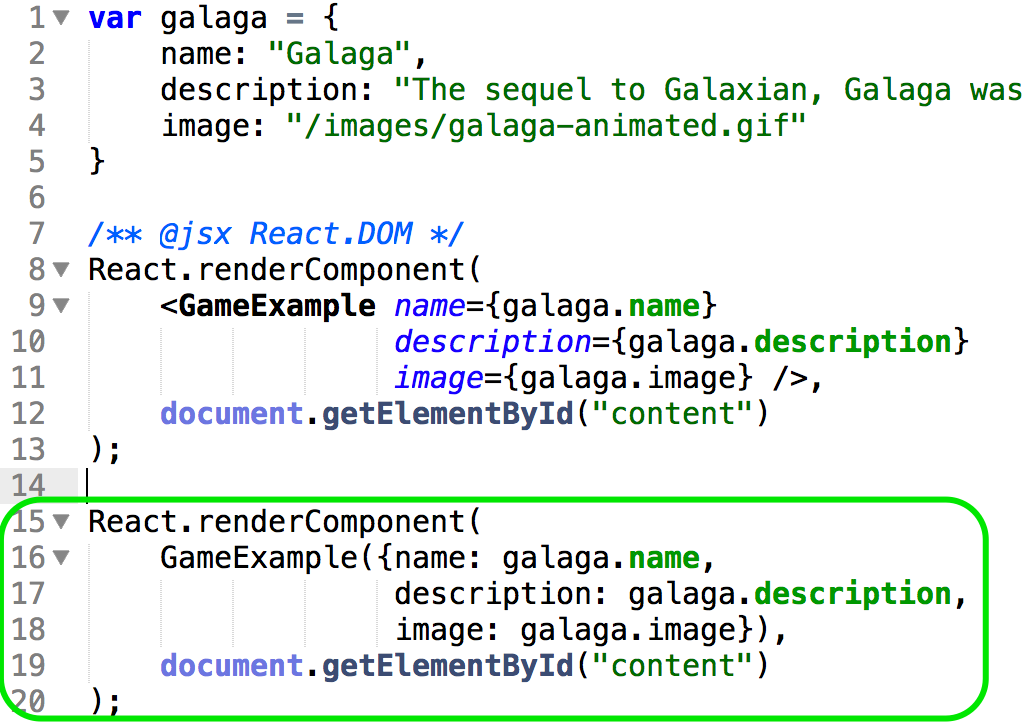 1 var galaga = {
2 name: "Galaga",
3 description: "The sequel to Galaxian, Galaga was
4 image: "/images/galaga-animated.gif"
5 }
6
7 /** @jsx React.DOM */
8 React.renderComponent(
9 <GameExample name={galaga.name}
10 description={galaga.description}
11 image={galaga.image} />,
12 document.getElementById("content")
13 );
14
15 React.renderComponent(
16 GameExample({name: galaga.name,
17 description: galaga.description,
18 image: galaga.image}),
19 document.getElementById("content")
20 );